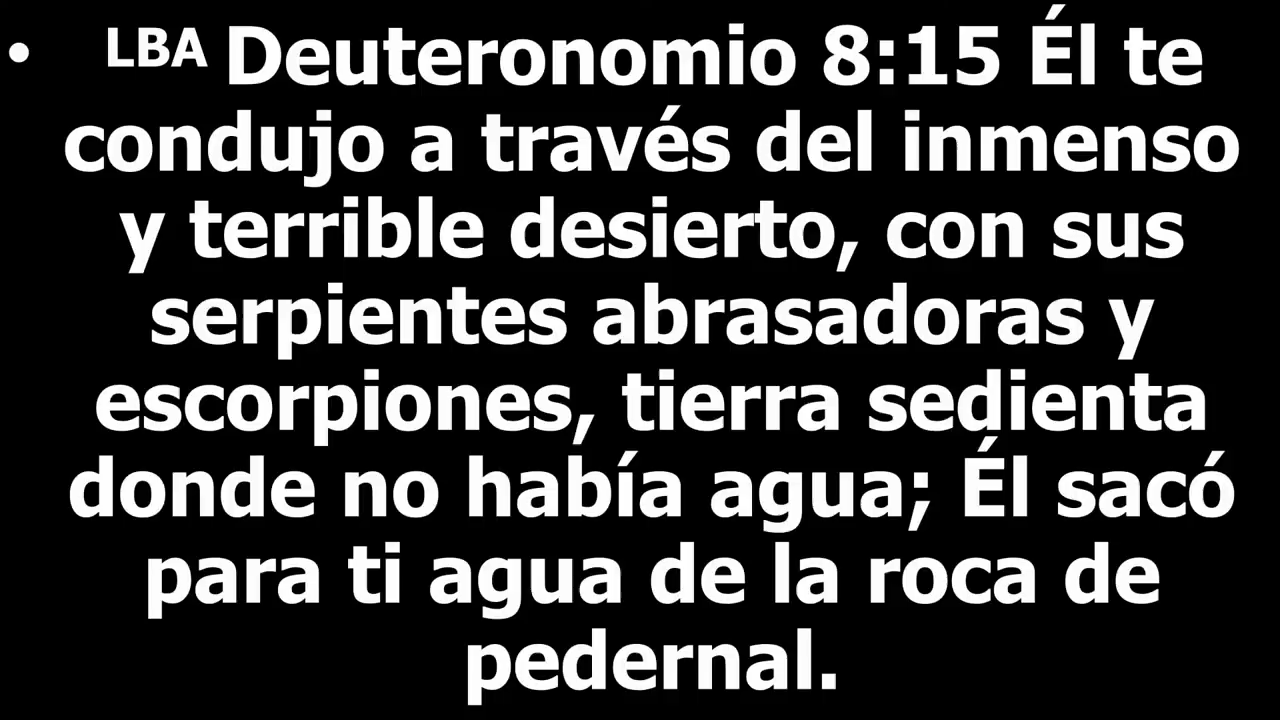 • LBA Deuteronomio 8:15 Él te
condujo a través del inmenso
y terrible desierto, con sus
serpientes abrasadoras y
escorpiones, tierra sedienta
donde no había agua; Él sacó
para ti agua de la roca de
pedernal.